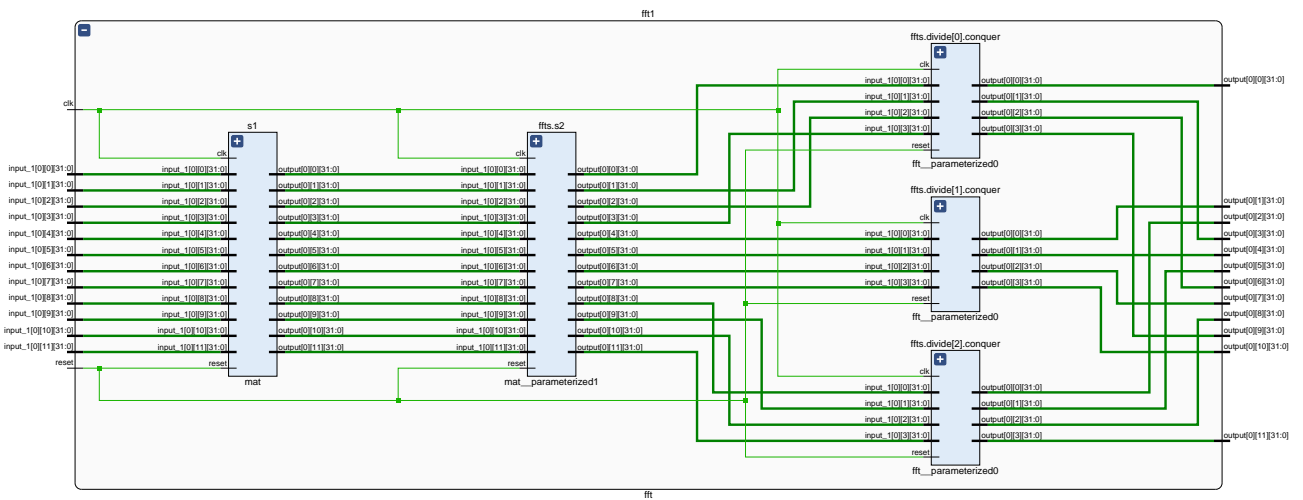 fft1
clk
input_1[0][0][31:0]
input_1[0][1][31:0]
input_1[0][2][31:0]
input_1[0][3][31:0]
input_1[0][4][31:0]
input_1[0][5][31:0]
input_1[0][6][31:0]
input_1[0][7][31:0]
input_1[0][8][31:0]
input_1[0][9][31:0]
input_1[0][10][31:0]
input_1[0][11][31:0]
reset
s1
clk
input_1[0][0][31:0]
input_1[0][1][31:0]
input_1[0][2][31:0]
input_1[0][3][31:0]
input_1[0][4][31:0]
input_1[0][5][31:0]
input_1[0][6][31:0]
input_1[0][7][31:0]
input_1[0][8][31:0]
input_1[0][9][31:0]
input_1[0][10][31:0]
input_1[0][11][31:0]
reset
output[0][0][31:0]
output[0][1][31:0]
output[0][2][31:0]
output[0][3][31:0]
output[0][4][31:0]
output[0][5][31:0]
output[0][6][31:0]
output[0][7][31:0]
output[0][8][31:0]
output[0][9][31:0]
output[0][10][31:0]
output[0][11][31:0]
mat
ffts.s2
clk
input_1[0][0][31:0]
input_1[0][1][31:0]
input_1[0][2][31:0]
input_1[0][3][31:0]
input_1[0][4][31:0]
input_1[0][5][31:0]
input_1[0][6][31:0]
input_1[0][7][31:0]
input_1[0][8][31:0]
input_1[0][9][31:0]
input_1[0][10][31:0]
input_1[0][11][31:0]
reset
output[0][0][31:0]
output[0][1][31:0]
output[0][2][31:0]
output[0][3][31:0]
output[0][4][31:0]
output[0][5][31:0]
output[0][6][31:0]
output[0][7][31:0]
output[0][8][31:0]
output[0][9][31:0]
output[0][10][31:0]
output[0][11][31:0]
mat__parameterized1
ffts.divide[0].conquer
clk
input_1[0][0][31:0]
input_1[0][1][31:0]
input_1[0][2][31:0]
input_1[0][3][31:0]
reset
output[0][0][31:0]
output[0][1][31:0]
output[0][2][31:0]
output[0][3][31:0]
fft__parameterized0
ffts.divide[1].conquer
clk
input_1[0][0][31:0]
input_1[0][1][31:0]
input_1[0][2][31:0]
input_1[0][3][31:0]
reset
output[0][0][31:0]
output[0][1][31:0]
output[0][2][31:0]
output[0][3][31:0]
fft__parameterized0
ffts.divide[2].conquer
clk
input_1[0][0][31:0]
input_1[0][1][31:0]
input_1[0][2][31:0]
input_1[0][3][31:0]
reset
output[0][0][31:0]
output[0][1][31:0]
output[0][2][31:0]
output[0][3][31:0]
fft__parameterized0
output[0][0][31:0]
output[0][1][31:0]
output[0][2][31:0]
output[0][3][31:0]
output[0][4][31:0]
output[0][5][31:0]
output[0][6][31:0]
output[0][7][31:0]
output[0][8][31:0]
output[0][9][31:0]
output[0][10][31:0]
output[0][11][31:0]
fft